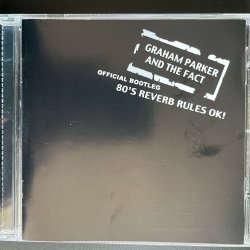 GRAHAM PARKER
AND THE FACT
OFFICIAL BOOTLEG
80'S REVERB RULES OK!